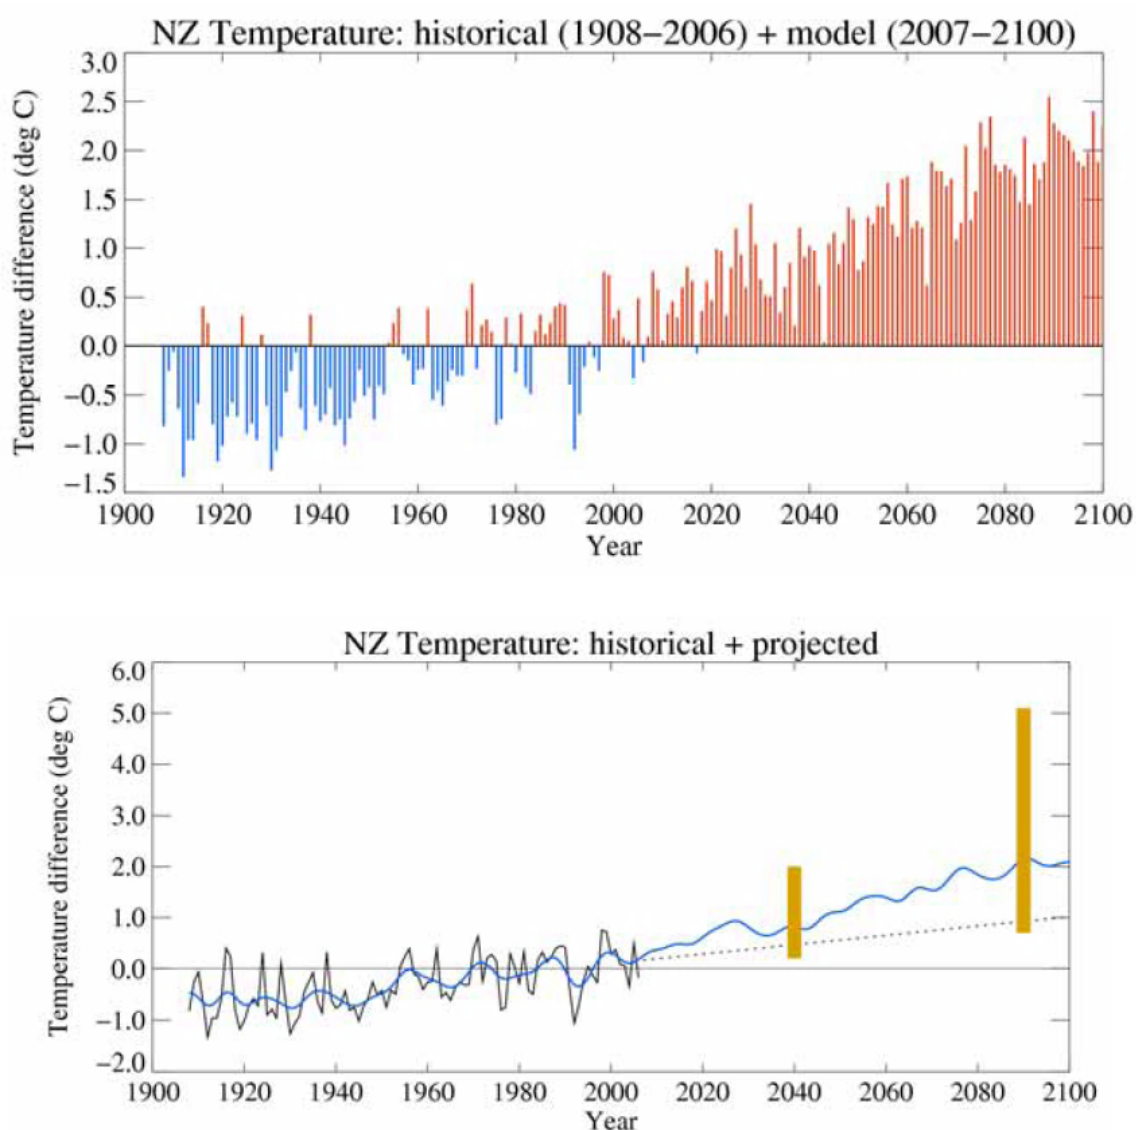 NZ Temperature: historical (1908−2006) + model (2007−2100)
Temperature difference (deg C)
3.0
2.5
2.0
1.5
1.0
0.5
0.0
−0.5
−1.0
−1.5
1900 1920 1940 1960 1980 2000 2020 2040 2060 2080 2100
Year
NZ Temperature: historical + projected
Temperature difference (deg C)
6.0
5.0
4.0
3.0
2.0
1.0
0.0
−1.0
−2.0
1900 1920 1940 1960 1980 2000 2020 2040 2060 2080 2100
Year